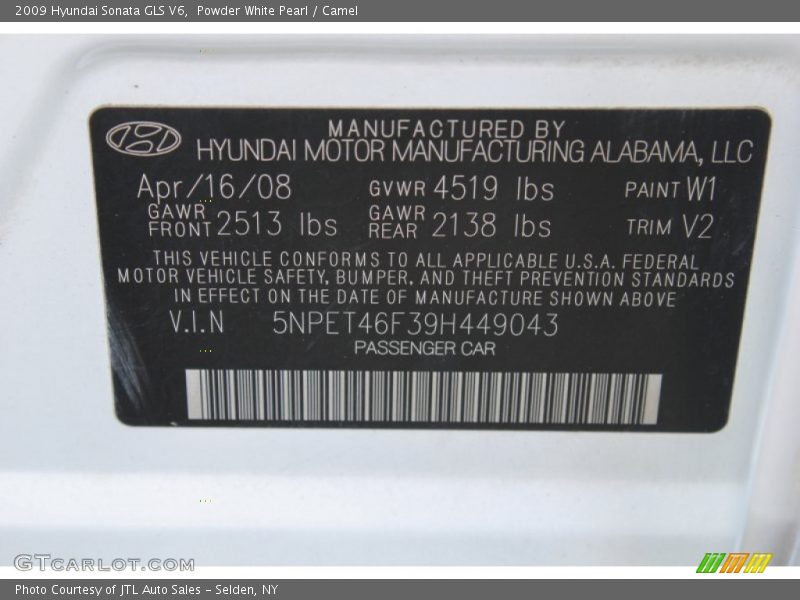 2009 Hyundai Sonata GLS V6, Powder White Pearl / Camel
MANUFACTURED BY
HYUNDAI MOTOR MANUFACTURING ALABAMA, LLC
Apr/16/08 GVWR 4519 lbs PAINT W1
GAWR FRONT 2513 lbs GAWR REAR 2138 lbs TRIM V2
THIS VEHICLE CONFORMS TO ALL APPLICABLE U.S.A. FEDERAL
MOTOR VEHICLE SAFETY, BUMPER, AND THEFT PREVENTION STANDARDS
IN EFFECT ON THE DATE OF MANUFACTURE SHOWN ABOVE
V.I.N 5NPET46F39H449043
PASSENGER CAR
GTCARLOT.COM
Photo Courtesy of JTL Auto Sales - Selden, NY